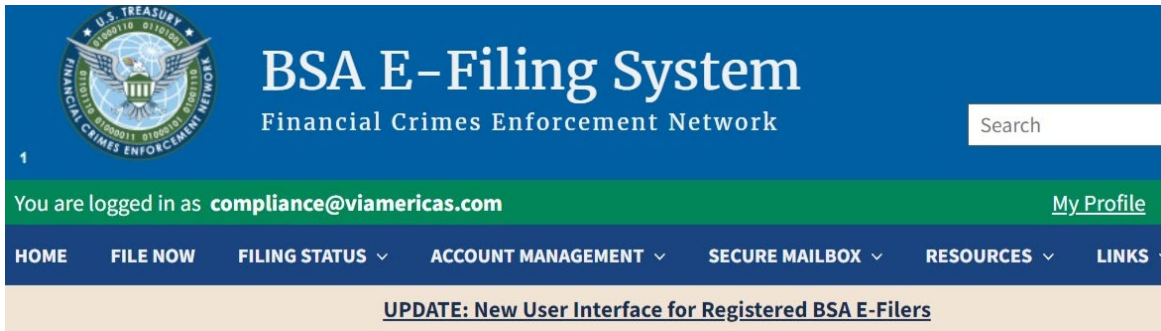 U.S. TREASURY
FINANCIAL CRIMES ENFORCEMENT NETWORK
BSA E-Filing System
Financial Crimes Enforcement Network
Search
1
You are logged in as compliance@viamericas.com
My Profile
HOME FILE NOW FILING STATUS ACCOUNT MANAGEMENT SECURE MAILBOX RESOURCES LINKS
UPDATE: New User Interface for Registered BSA E-Filers